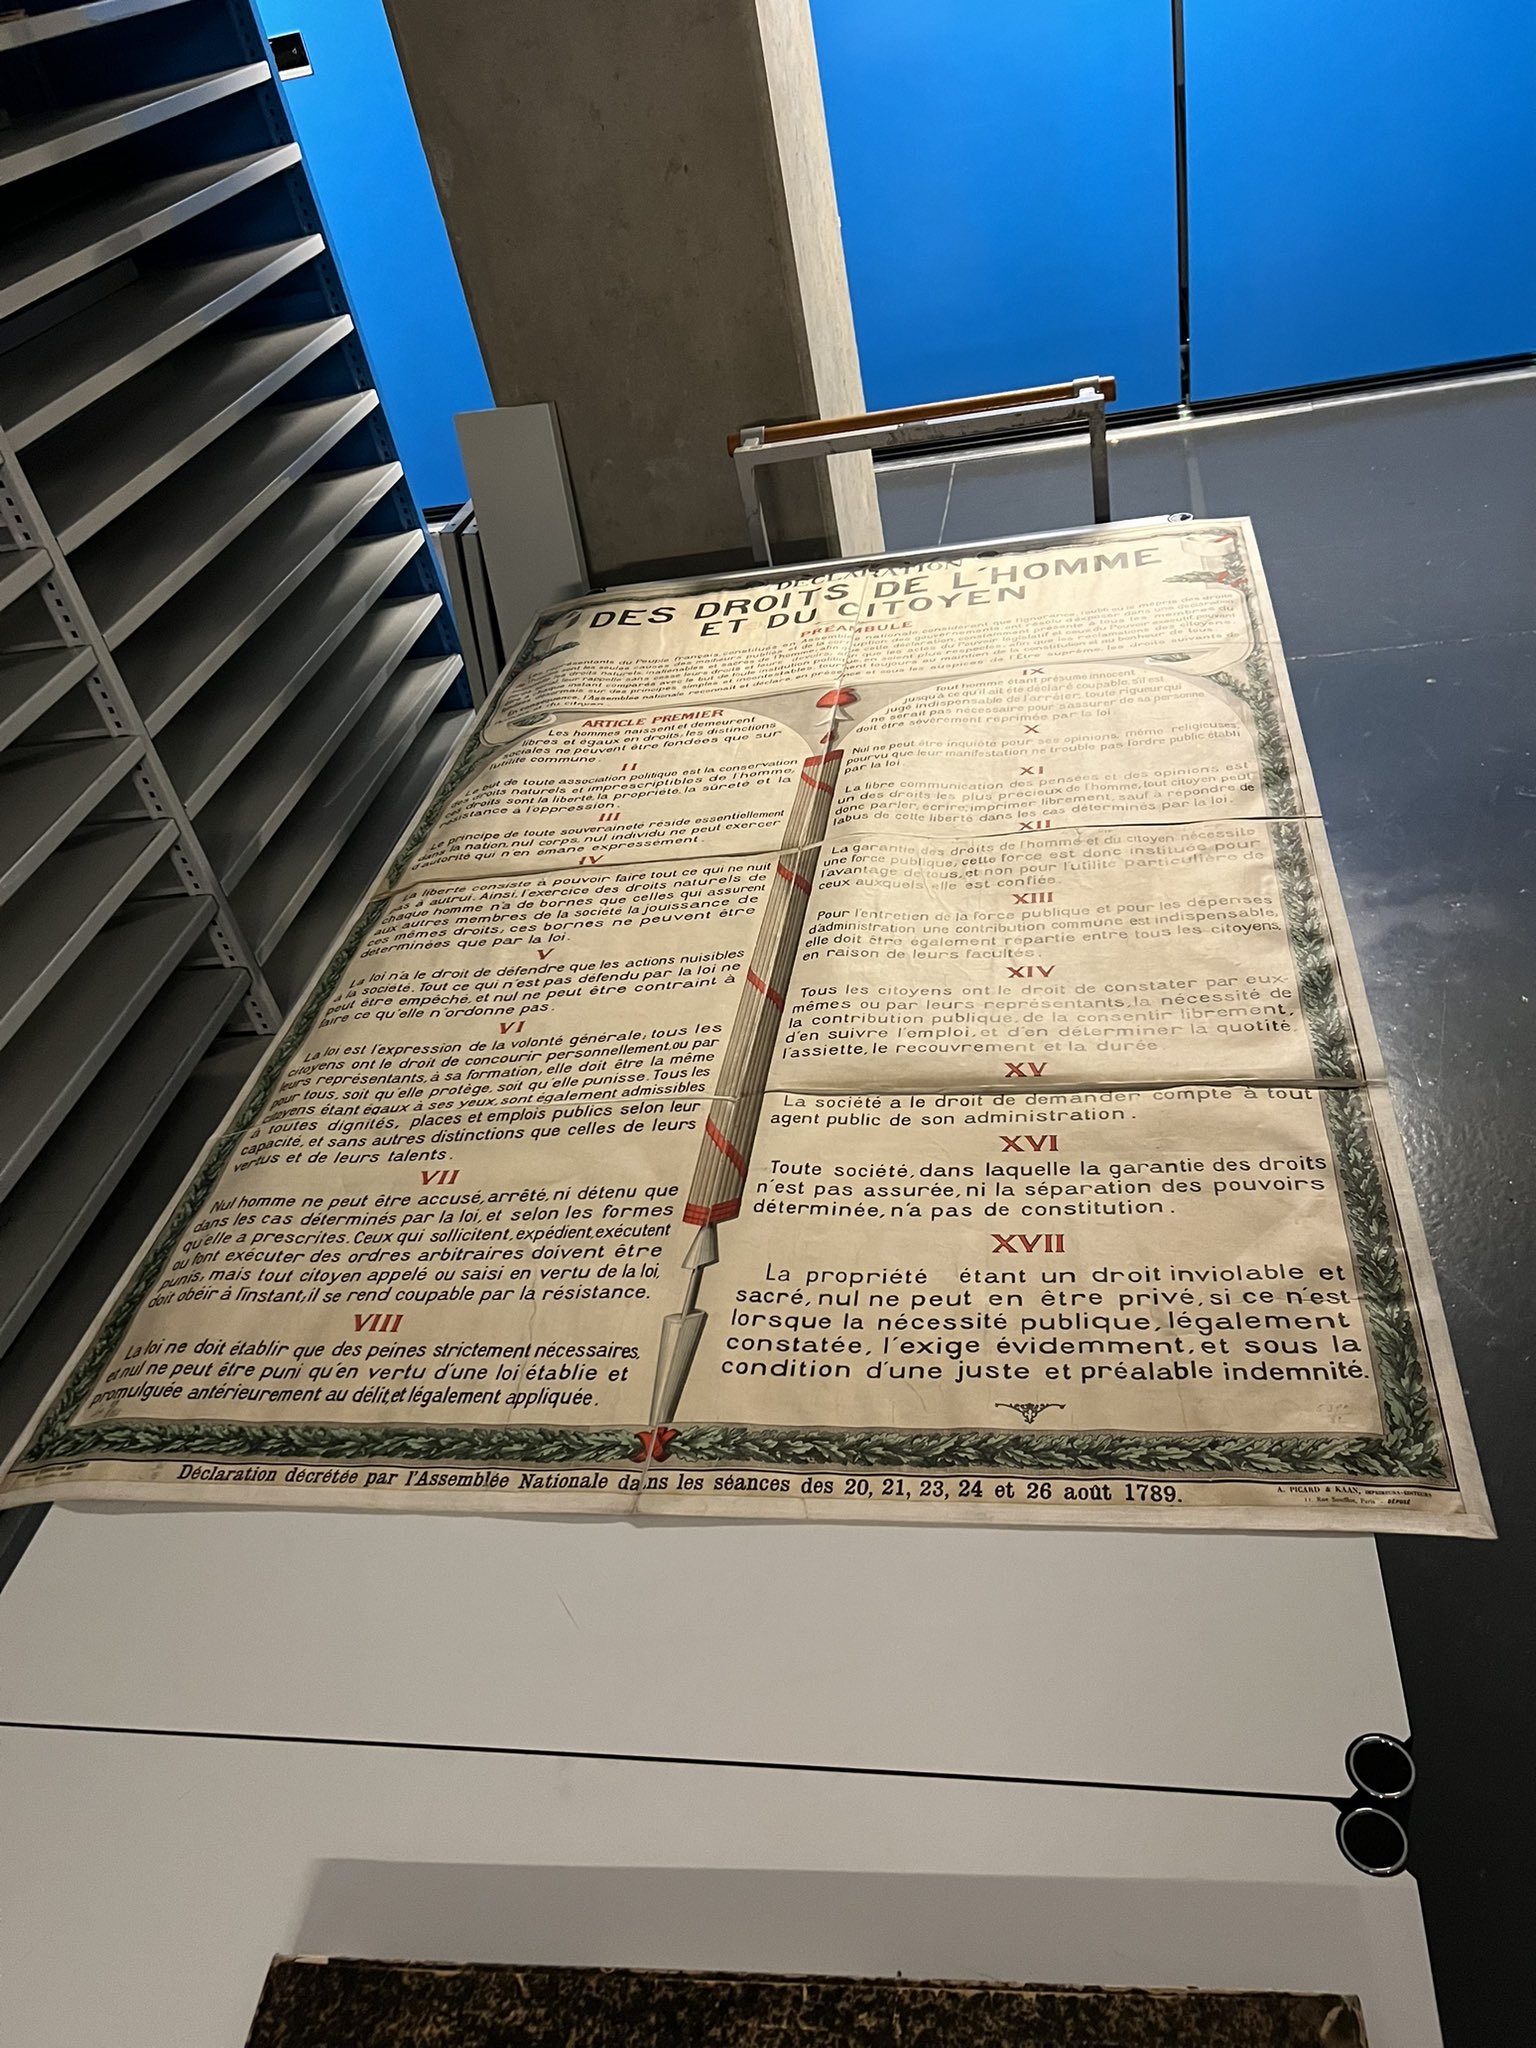 DÉCLARATION
DES DROITS DE L'HOMME
ET DU CITOYEN
PRÉAMBULE
représentants du Peuple français, constitués en Assemblée nationale, considérant que l'ignorance, l'oubli ou le mépris des droits
ARTICLE PREMIER
Les hommes naissent et demeurent
libres et égaux en droits; les distinctions
sociales ne peuvent être fondées que sur
l'utilité commune.
II
Le but de toute association politique est la conservation
des droits naturels et imprescriptibles de l'homme,
ces droits sont la liberté, la propriété, la sûreté et la
résistance à l'oppression.
III
Le principe de toute souveraineté réside essentiellement
dans la nation, nul corps, nul individu ne peut exercer
d'autorité qui n'en émane expressément.
IV
La liberté consiste à pouvoir faire tout ce qui ne nuit
pas à autrui. Ainsi, l'exercice des droits naturels de
chaque homme n'a de bornes que celles qui assurent
aux autres membres de la société la jouissance de
ces mêmes droits, ces bornes ne peuvent être
déterminées que par la loi.
V
La loi n'a le droit de défendre que les actions nuisibles
à la société. Tout ce qui n'est pas défendu par la loi ne
peut être empêché, et nul ne peut être contraint à
faire ce qu'elle n'ordonne pas.
VI
La loi est l'expression de la volonté générale, tous les
citoyens ont le droit de concourir personnellement, ou par
leurs représentants, à sa formation, elle doit être la même
pour tous, soit qu'elle protège, soit qu'elle punisse. Tous les
citoyens étant égaux à ses yeux, sont également admissibles
à toutes dignités, places et emplois publics selon leur
capacité, et sans autres distinctions que celles de leurs
vertus et de leurs talents.
VII
Nul homme ne peut être accusé, arrêté, ni détenu que
dans les cas déterminés par la loi, et selon les formes
qu'elle a prescrites. Ceux qui sollicitent, expédient, exécutent
ou font exécuter des ordres arbitraires doivent être
punis, mais tout citoyen appelé ou saisi en vertu de la loi,
doit obéir à l'instant; il se rend coupable par la résistance.
VIII
La loi ne doit établir que des peines strictement nécessaires,
et nul ne peut être puni qu'en vertu d'une loi établie et
promulguée antérieurement au délit, et légalement appliquée.
IX
Tout homme étant présumé innocent
jusqu'à ce qu'il ait été déclaré coupable, s'il est
jugé indispensable de l'arrêter, toute rigueur qui
ne serait pas nécessaire pour s'assurer de sa personne
doit être sévèrement réprimée par la loi
X
Nul ne peut être inquiété pour ses opinions, même religieuses,
pourvu que leur manifestation ne trouble pas l'ordre public établi
par la loi.
XI
La libre communication des pensées et des opinions est
un des droits les plus précieux de l'homme, tout citoyen peut
donc parler, écrire, imprimer librement, sauf à répondre de
l'abus de cette liberté dans les cas déterminés par la loi.
XII
La garantie des droits de l'homme et du citoyen nécessite
une force publique, cette force est donc instituée pour
l'avantage de tous, et non pour l'utilité particulière de
ceux auxquels elle est confiée.
XIII
Pour l'entretien de la force publique et pour les dépenses
d'administration une contribution commune est indispensable,
elle doit être également répartie entre tous les citoyens,
en raison de leurs facultés.
XIV
Tous les citoyens ont le droit de constater par eux-
mêmes ou par leurs représentants, la nécessité de
la contribution publique, de la consentir librement,
d'en suivre l'emploi, et d'en déterminer la quotité,
l'assiette, le recouvrement et la durée.
XV
La société a le droit de demander compte à tout
agent public de son administration.
XVI
Toute société, dans laquelle la garantie des droits
n'est pas assurée, ni la séparation des pouvoirs
déterminée, n'a pas de constitution.
XVII
La propriété étant un droit inviolable et
sacré, nul ne peut en être privé, si ce n'est
lorsque la nécessité publique, légalement
constatée, l'exige évidemment, et sous la
condition d'une juste et préalable indemnité.
Déclaration décrétée par l'Assemblée Nationale dans les séances des 20, 21, 23, 24 et 26 août 1789.
A. PICARD & KAAN, IMPRIMEURS-ÉDITEURS
11 Rue Soufflot, Paris - DÉPOSÉ